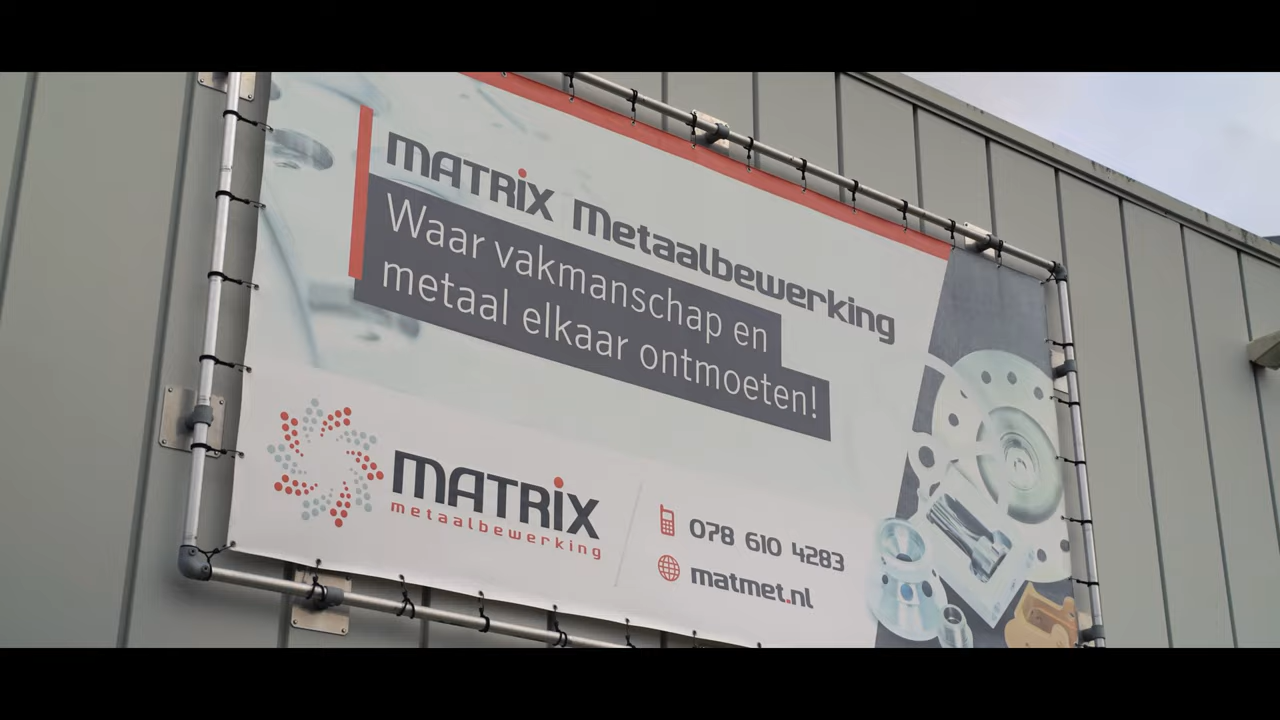 MATRIX Metaalbewerking
Waar vakmanschap en
metaal elkaar ontmoeten!
MATRIX
metaalbewerking
078 610 4283
matmet.nl